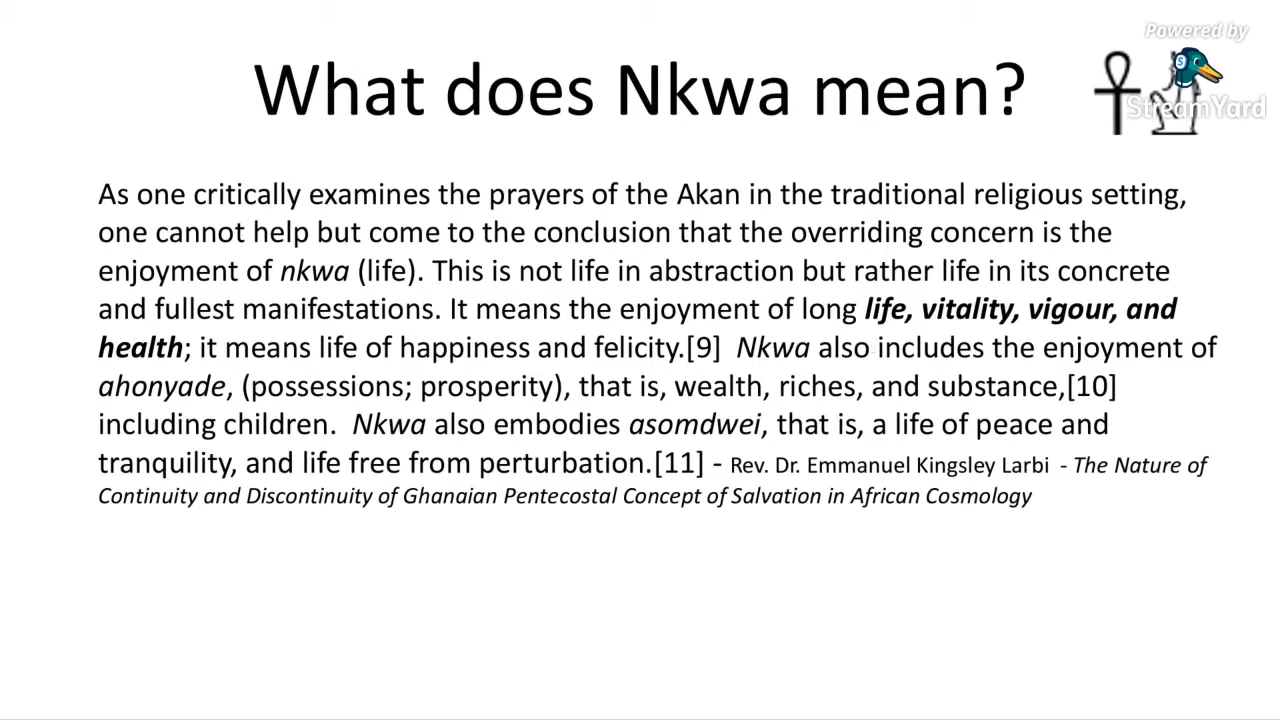 Powered by
StreamYard
What does Nkwa mean?
As one critically examines the prayers of the Akan in the traditional religious setting,
one cannot help but come to the conclusion that the overriding concern is the
enjoyment of nkwa (life). This is not life in abstraction but rather life in its concrete
and fullest manifestations. It means the enjoyment of long life, vitality, vigour, and
health; it means life of happiness and felicity.[9] Nkwa also includes the enjoyment of
ahonyade, (possessions; prosperity), that is, wealth, riches, and substance,[10]
including children. Nkwa also embodies asomdwei, that is, a life of peace and
tranquility, and life free from perturbation.[11] - Rev. Dr. Emmanuel Kingsley Larbi - The Nature of
Continuity and Discontinuity of Ghanaian Pentecostal Concept of Salvation in African Cosmology